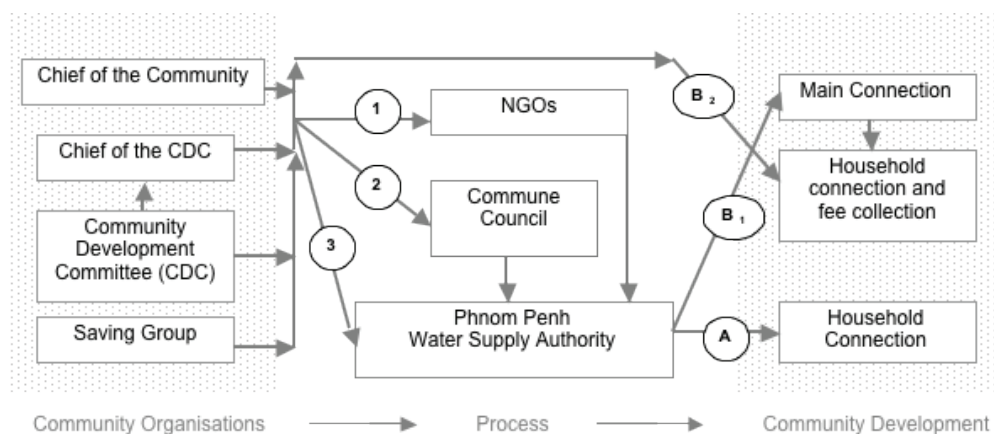 Chief of the Community
Chief of the CDC
Community
Development
Committee (CDC)
Saving Group
1
2
3
NGOs
Commune
Council
Phnom Penh
Water Supply Authority
B 2
B 1
A
Main Connection
Household
connection and
fee collection
Household
Connection
Community Organisations
Process
Community Development